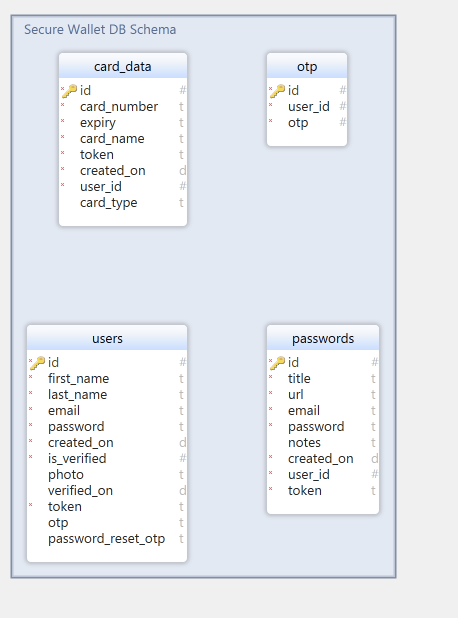 Secure Wallet DB Schema
card_data
id #
card_number t
expiry t
card_name t
token t
created_on d
user_id #
card_type t
otp
id #
user_id #
otp #
users
id #
first_name t
last_name t
email t
password t
created_on d
is_verified #
photo t
verified_on d
token t
otp t
password_reset_otp t
passwords
id #
title t
url t
email t
password t
notes t
created_on d
user_id #
token t